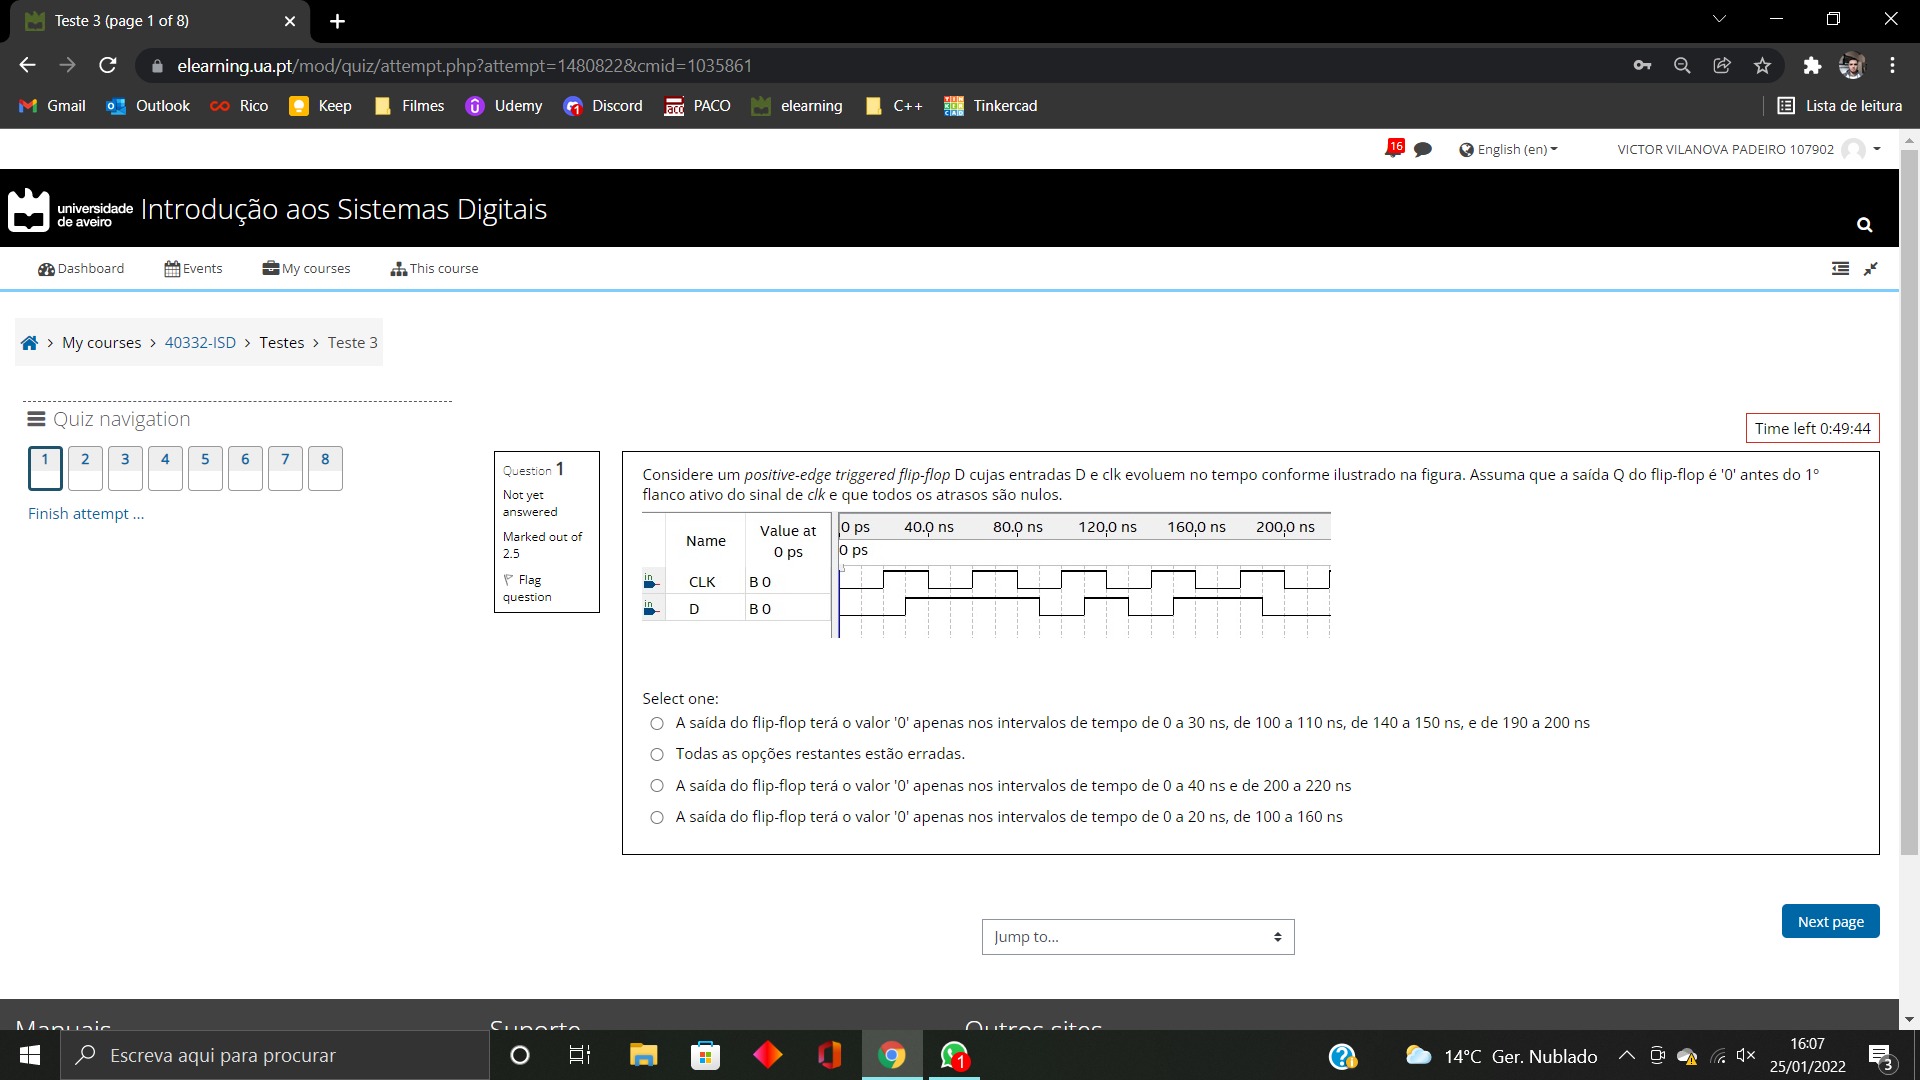 Teste 3 (page 1 of 8)
elearning.ua.pt/mod/quiz/attempt.php?attempt=1480822&cmid=1035861
Gmail Outlook Rico Keep Filmes Udemy Discord PACO elearning C++ Tinkercad Lista de leitura
16 English (en) VICTOR VILANOVA PADEIRO 107902
universidade de aveiro Introdução aos Sistemas Digitais
Dashboard Events My courses This course
> My courses > 40332-ISD > Testes > Teste 3
Quiz navigation
Time left 0:49:44
1 2 3 4 5 6 7 8
Finish attempt ...
Question 1
Not yet
answered
Marked out of
2.5
Flag
question
Considere um positive-edge triggered flip-flop D cujas entradas D e clk evoluem no tempo conforme ilustrado na figura. Assuma que a saída Q do flip-flop é '0' antes do 1º
flanco ativo do sinal de clk e que todos os atrasos são nulos.
Name Value at 0 ps
0 ps 40.0 ns 80.0 ns 120.0 ns 160.0 ns 200.0 ns
0 ps
in CLK B 0
in D B 0
Select one:
A saída do flip-flop terá o valor '0' apenas nos intervalos de tempo de 0 a 30 ns, de 100 a 110 ns, de 140 a 150 ns, e de 190 a 200 ns
Todas as opções restantes estão erradas.
A saída do flip-flop terá o valor '0' apenas nos intervalos de tempo de 0 a 40 ns e de 200 a 220 ns
A saída do flip-flop terá o valor '0' apenas nos intervalos de tempo de 0 a 20 ns, de 100 a 160 ns
Next page
Jump to...
Manuais Suporte Outros sites
Escreva aqui para procurar
1
14°C Ger. Nublado
16:07
25/01/2022
3